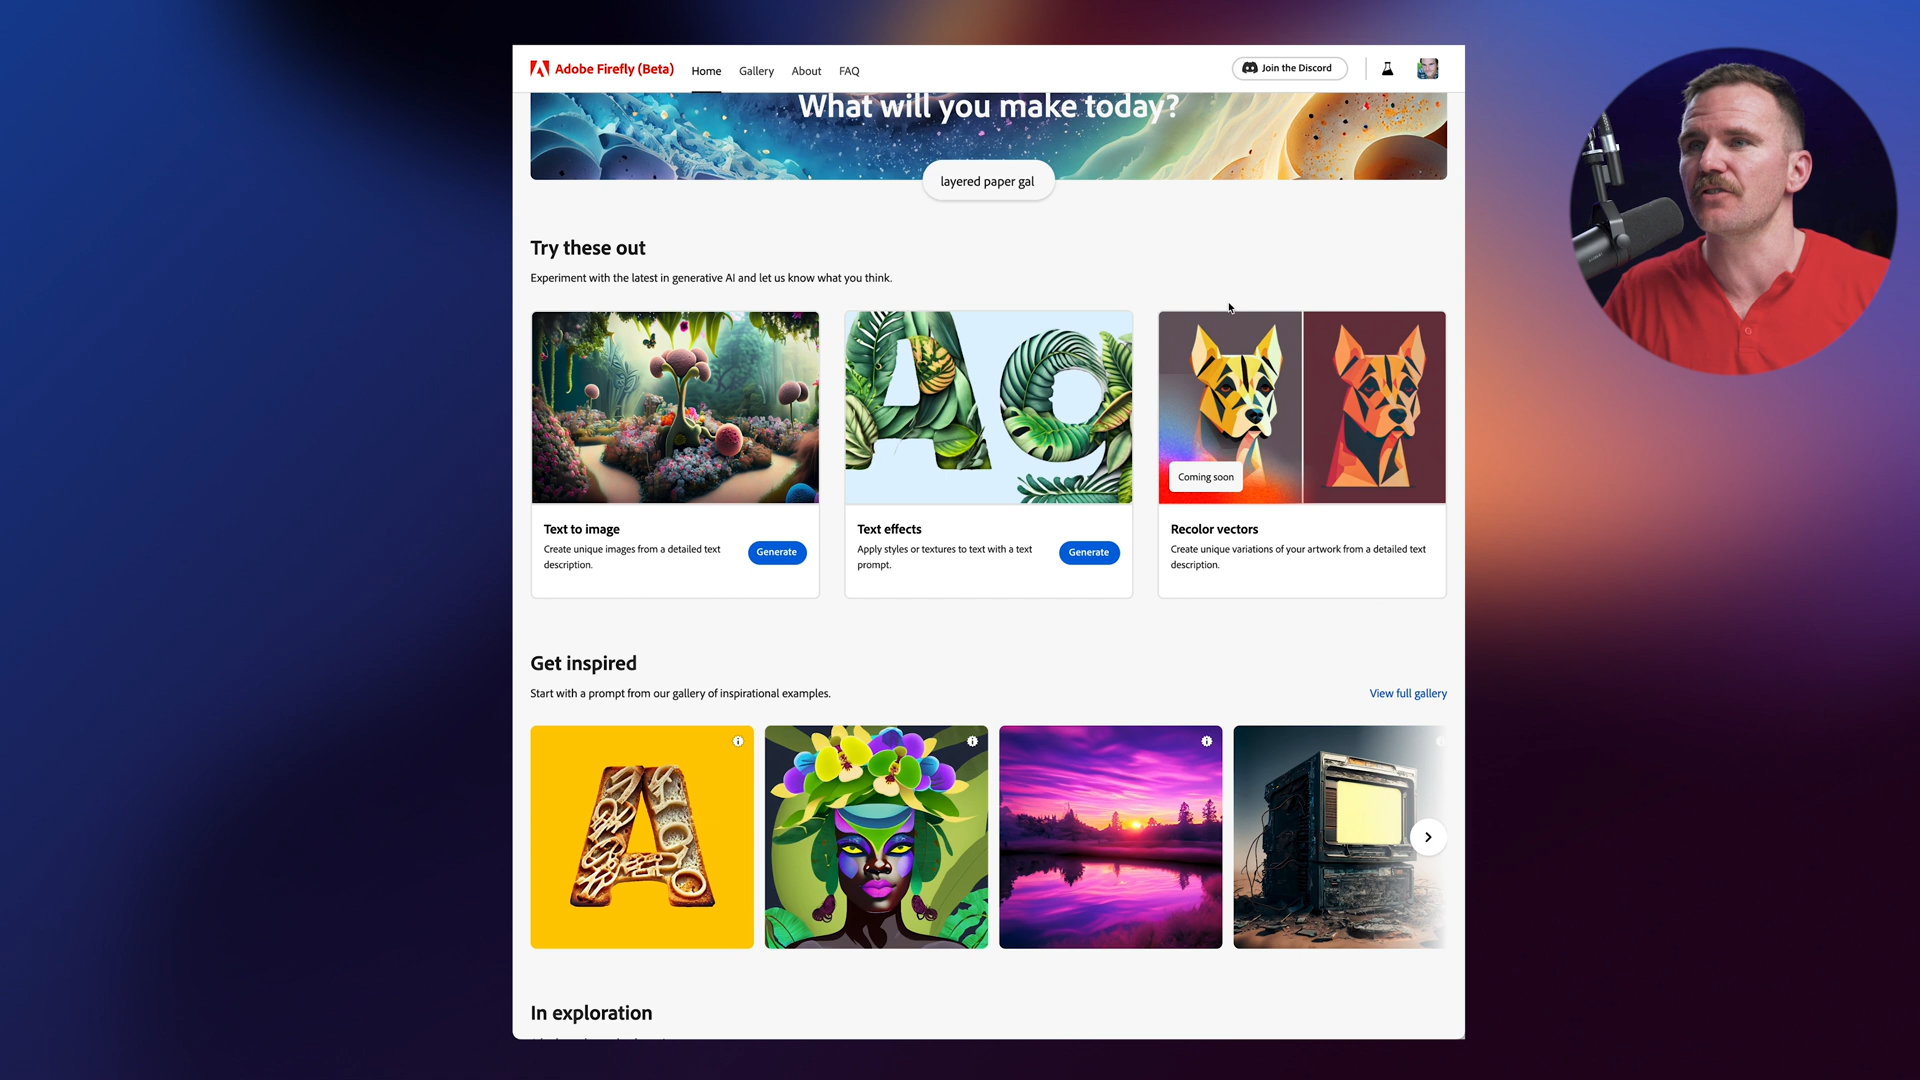 Adobe Firefly (Beta)
Home
Gallery
About
FAQ
Join the Discord
What will you make today?
layered paper gal
Try these out
Experiment with the latest in generative AI and let us know what you think.
Coming soon
Text to image
Create unique images from a detailed text
description.
Generate
Text effects
Apply styles or textures to text with a text
prompt.
Generate
Recolor vectors
Create unique variations of your artwork from a detailed text
description.
Get inspired
Start with a prompt from our gallery of inspirational examples.
View full gallery
In exploration